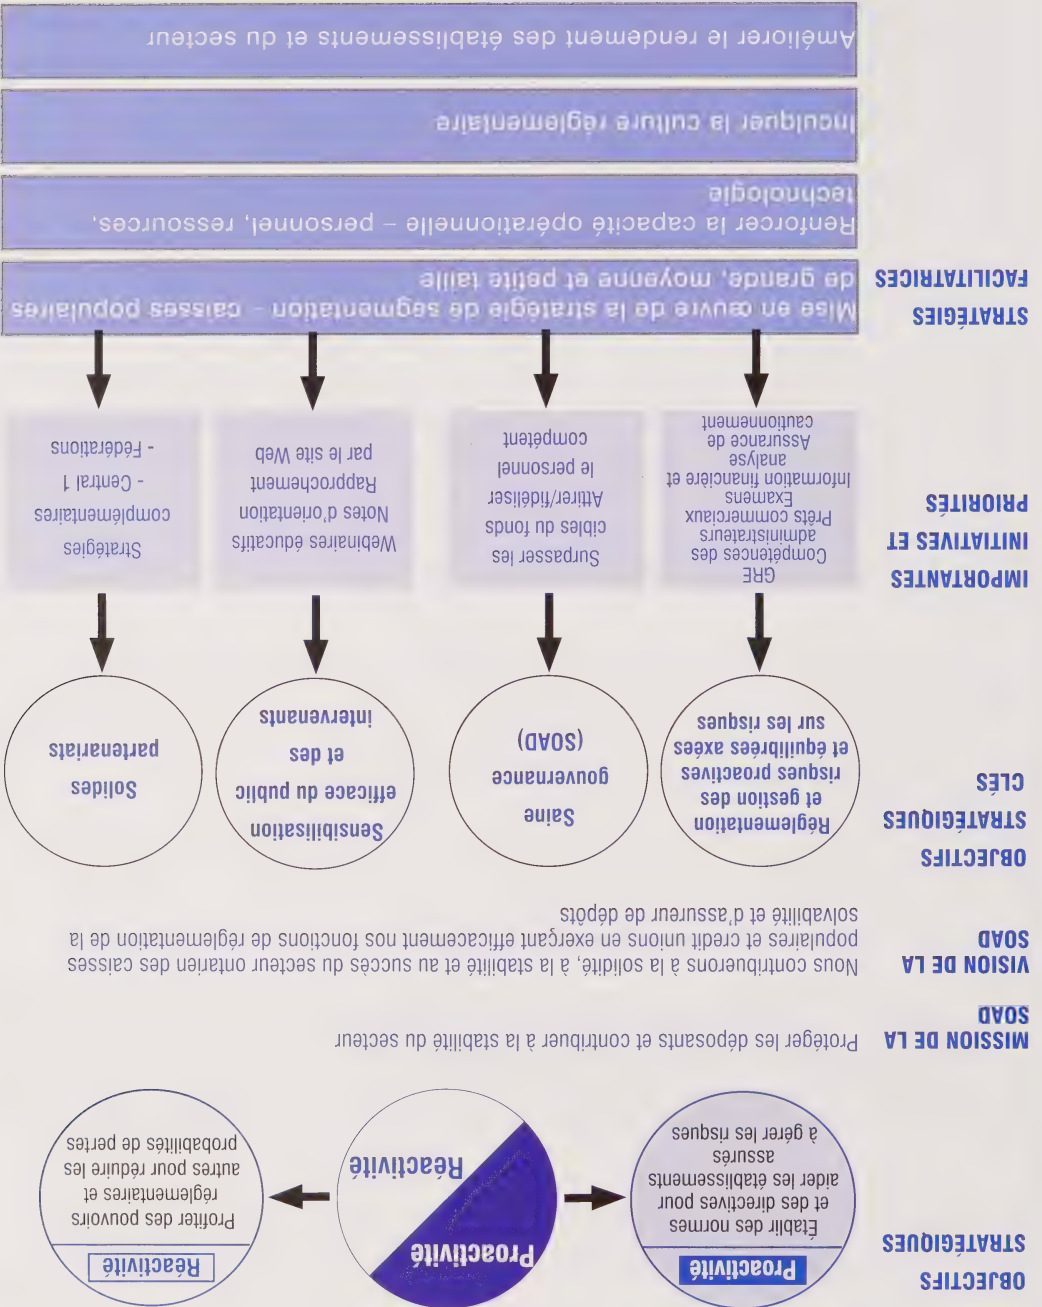 OBJECTIFS
STRATÉGIQUES
Proactivité
Établir des normes
et des directives pour
aider les établissements
assurés
à gérer les risques
Proactivité
Réactivité
Réactivité
Profiter des pouvoirs
réglementaires et
autres pour réduire les
probabilités de pertes
MISSION DE LA
SOAD
Protéger les déposants et contribuer à la stabilité du secteur
VISION DE LA
SOAD
Nous contribuerons à la solidité, à la stabilité et au succès du secteur ontarien des caisses
populaires et credit unions en exerçant efficacement nos fonctions de réglementation de la
solvabilité et d'assureur de dépôts
OBJECTIFS
STRATÉGIQUES
CLÉS
Réglementation
et gestion des
risques proactives
et équilibrées axées
sur les risques
Saine
gouvernance
(SOAD)
Sensibilisation
efficace du public
et des
intervenants
Solides
partenariats
IMPORTANTES
INITIATIVES ET
PRIORITÉS
GRE
Compétences des
administrateurs
Prêts commerciaux
Examens
Information financière et
analyse
Assurance de
cautionnement
Surpasser les
cibles du fonds
Attirer/fidéliser
le personnel
compétent
Webinaires éducatifs
Notes d'orientation
Rapprochement
par le site Web
Stratégies
complémentaires
- Central 1
- Fédérations
STRATÉGIES
FACILITATRICES
Mise en œuvre de la stratégie de segmentation - caisses populaires
de grande, moyenne et petite taille
Renforcer la capacité opérationnelle – personnel, ressources,
technologie
Inculquer la culture réglementaire
Améliorer le rendement des établissements et du secteur